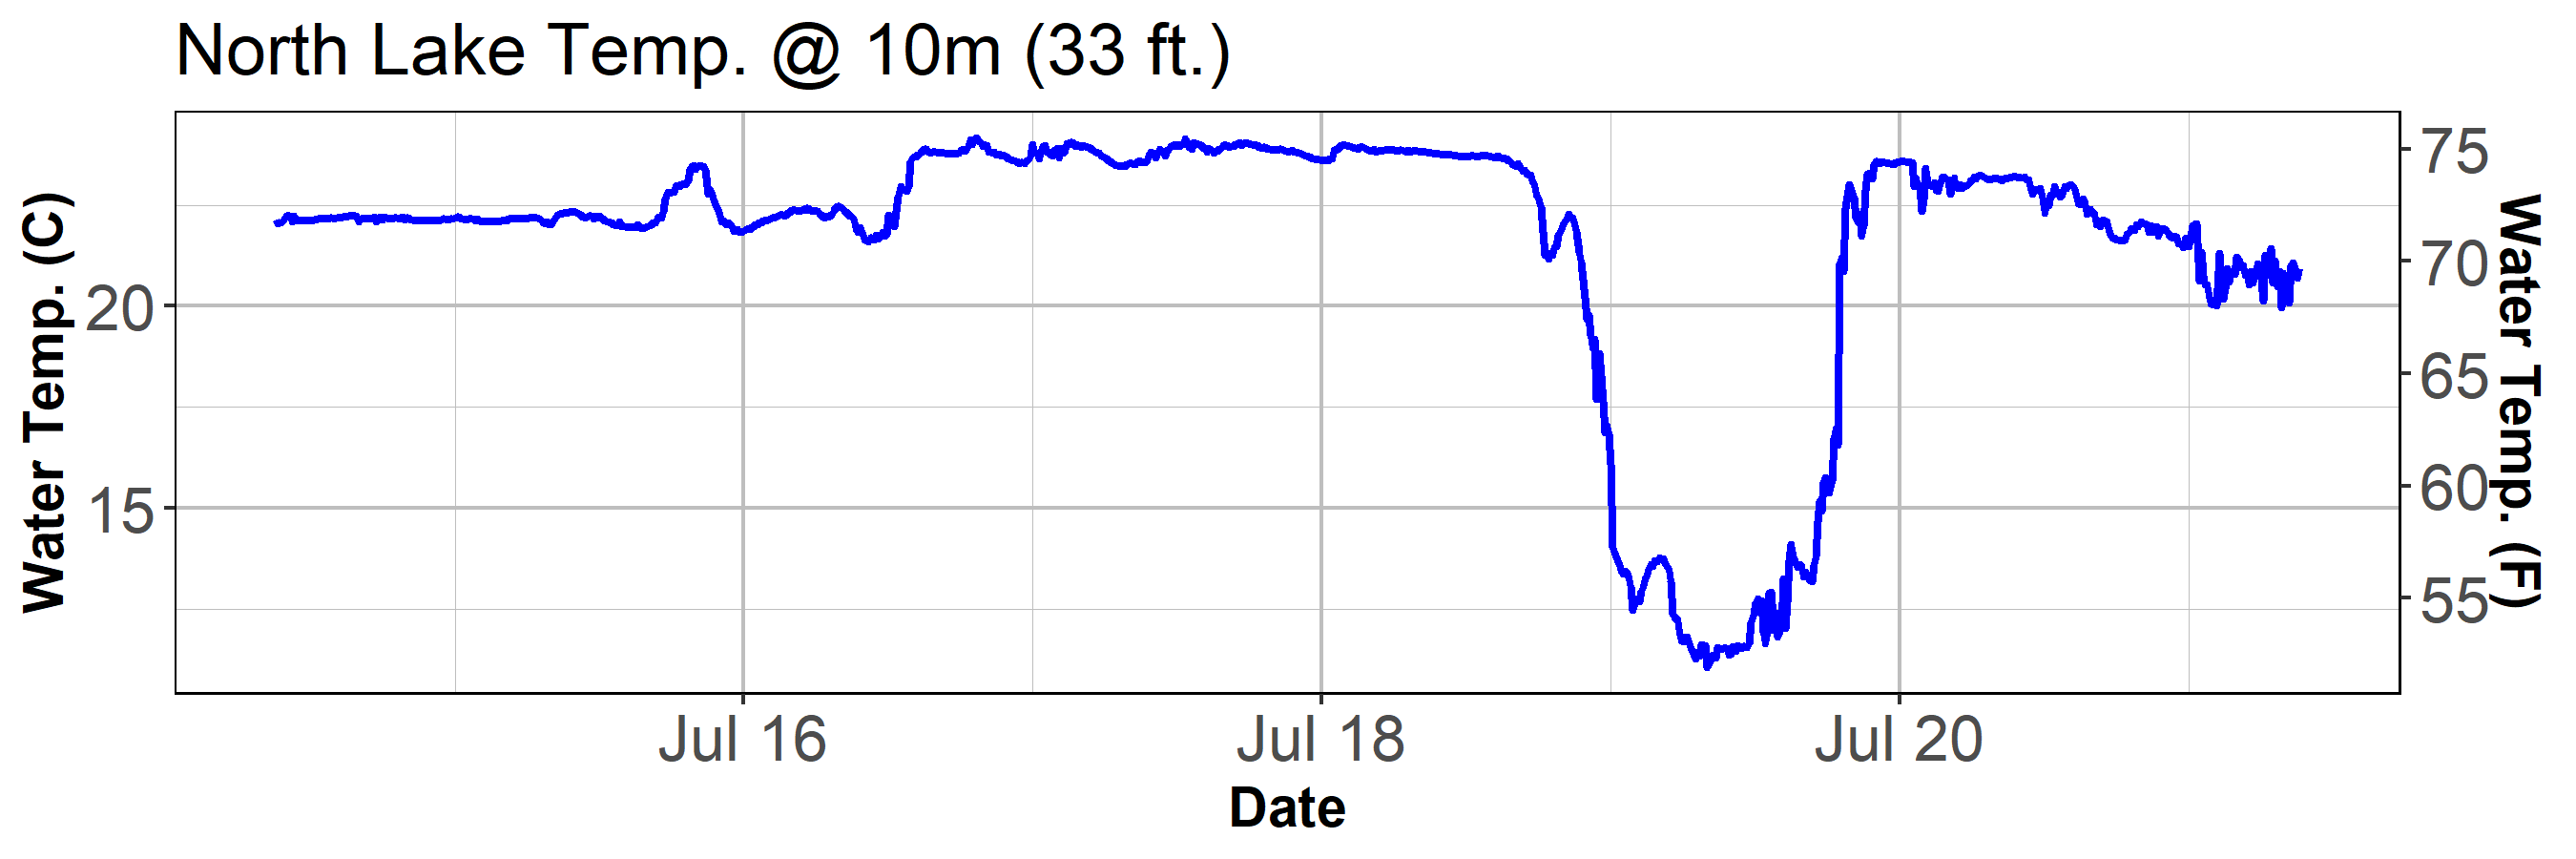 North Lake Temp. @ 10m (33 ft.)
Water Temp. (C)
20
15
75
70
65
60
55
Water Temp. (F)
Jul 16 Jul 18 Jul 20
Date